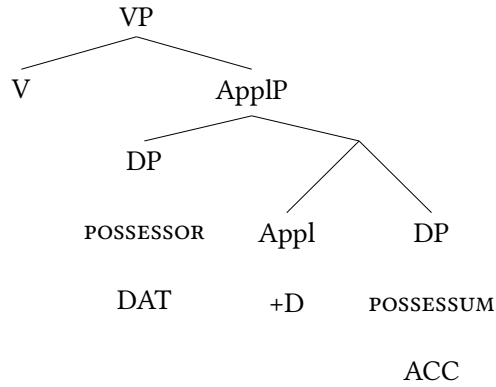 VP
V ApplP
DP
POSSESSOR Appl DP
DAT +D POSSESSUM
ACC